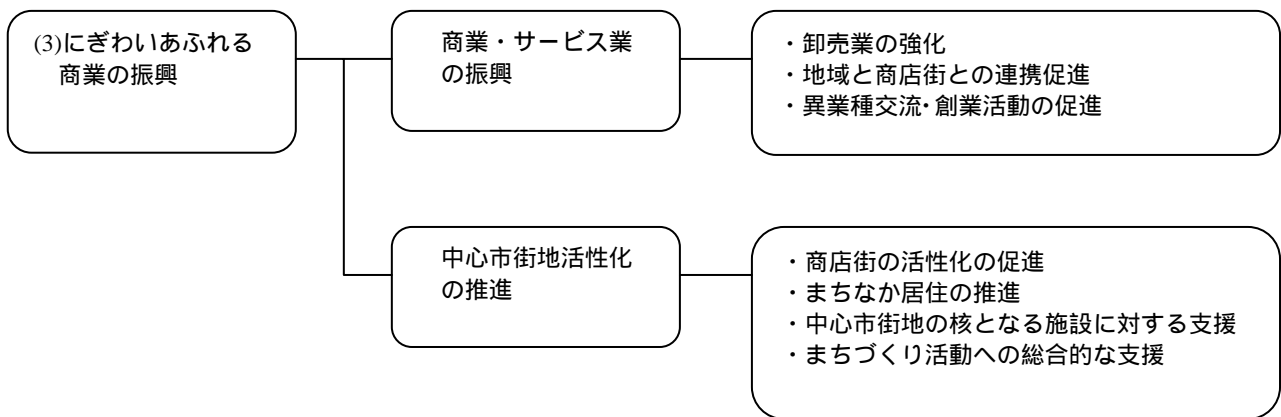 (3)にぎわいあふれる
商業の振興
商業・サービス業
の振興
・卸売業の強化
・地域と商店街との連携促進
・異業種交流・創業活動の促進
中心市街地活性化
の推進
・商店街の活性化の促進
・まちなか居住の推進
・中心市街地の核となる施設に対する支援
・まちづくり活動への総合的な支援